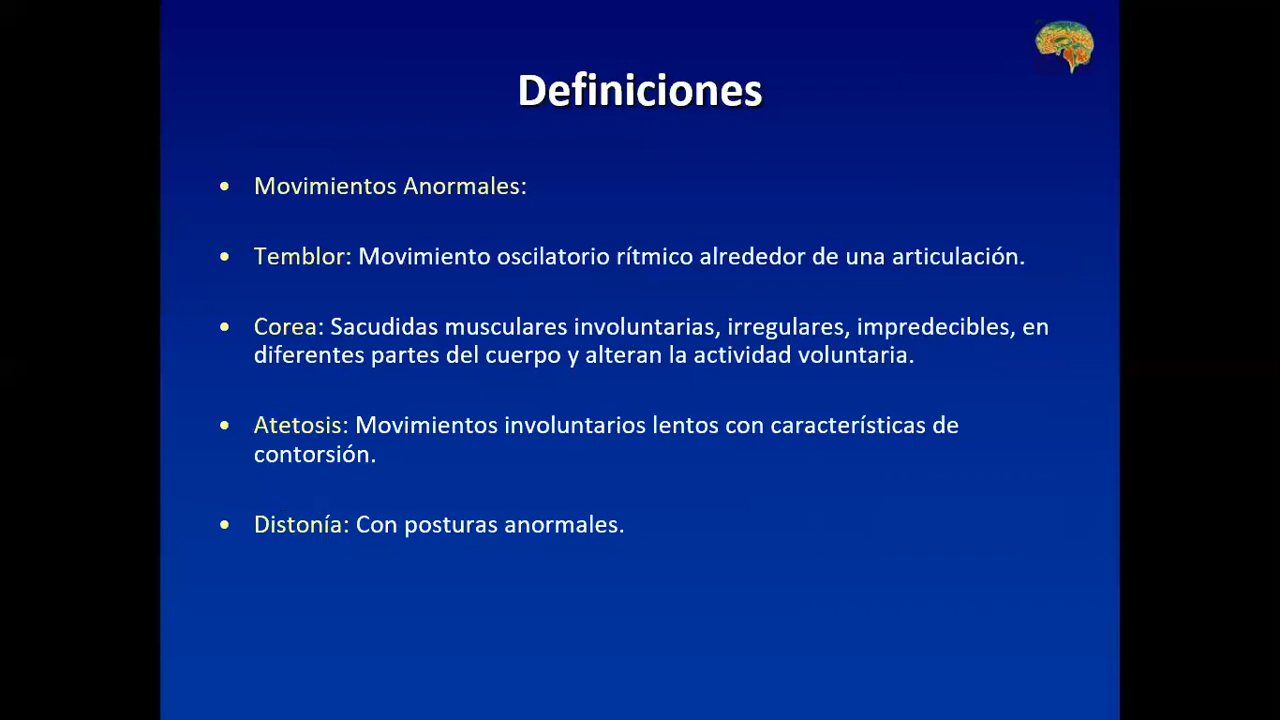 Definiciones
• Movimientos Anormales:
• Temblor: Movimiento oscilatorio rítmico alrededor de una articulación.
• Corea: Sacudidas musculares involuntarias, irregulares, impredecibles, en
diferentes partes del cuerpo y alteran la actividad voluntaria.
• Atetosis: Movimientos involuntarios lentos con características de
contorsión.
• Distonía: Con posturas anormales.